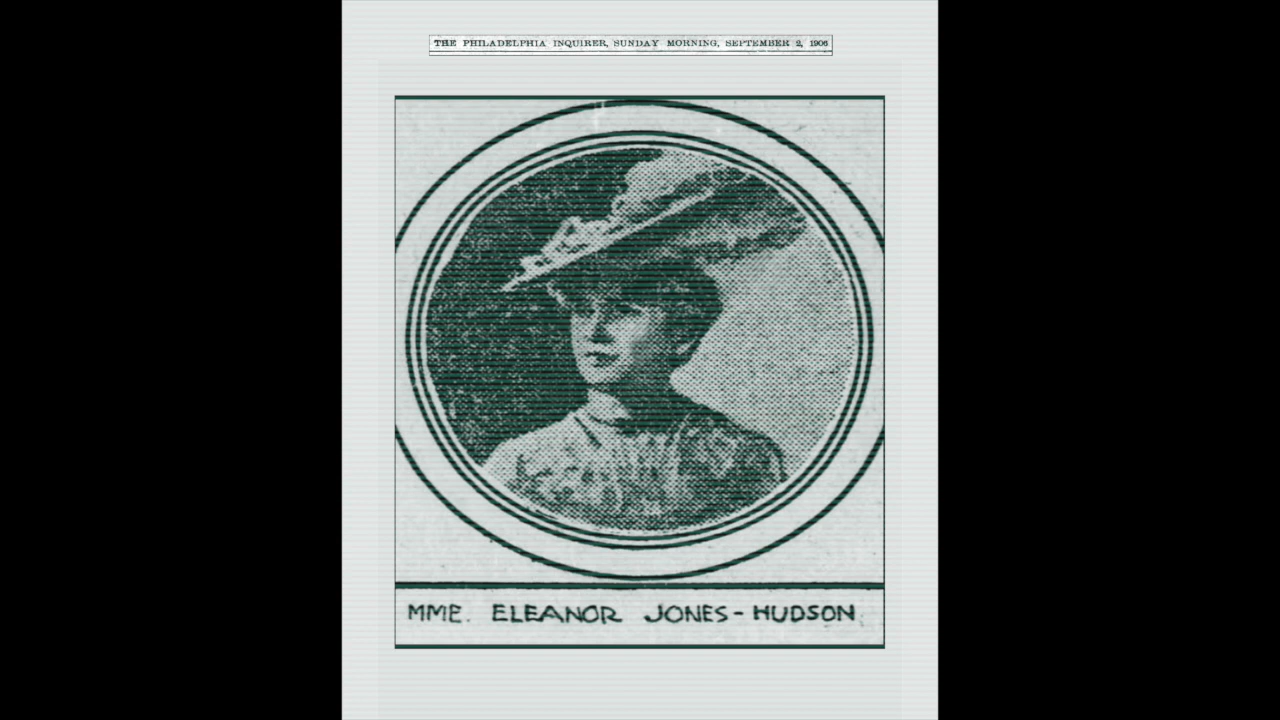 THE PHILADELPHIA INQUIRER, SUNDAY MORNING, SEPTEMBER 2, 1906
MME. ELEANOR JONES-HUDSON